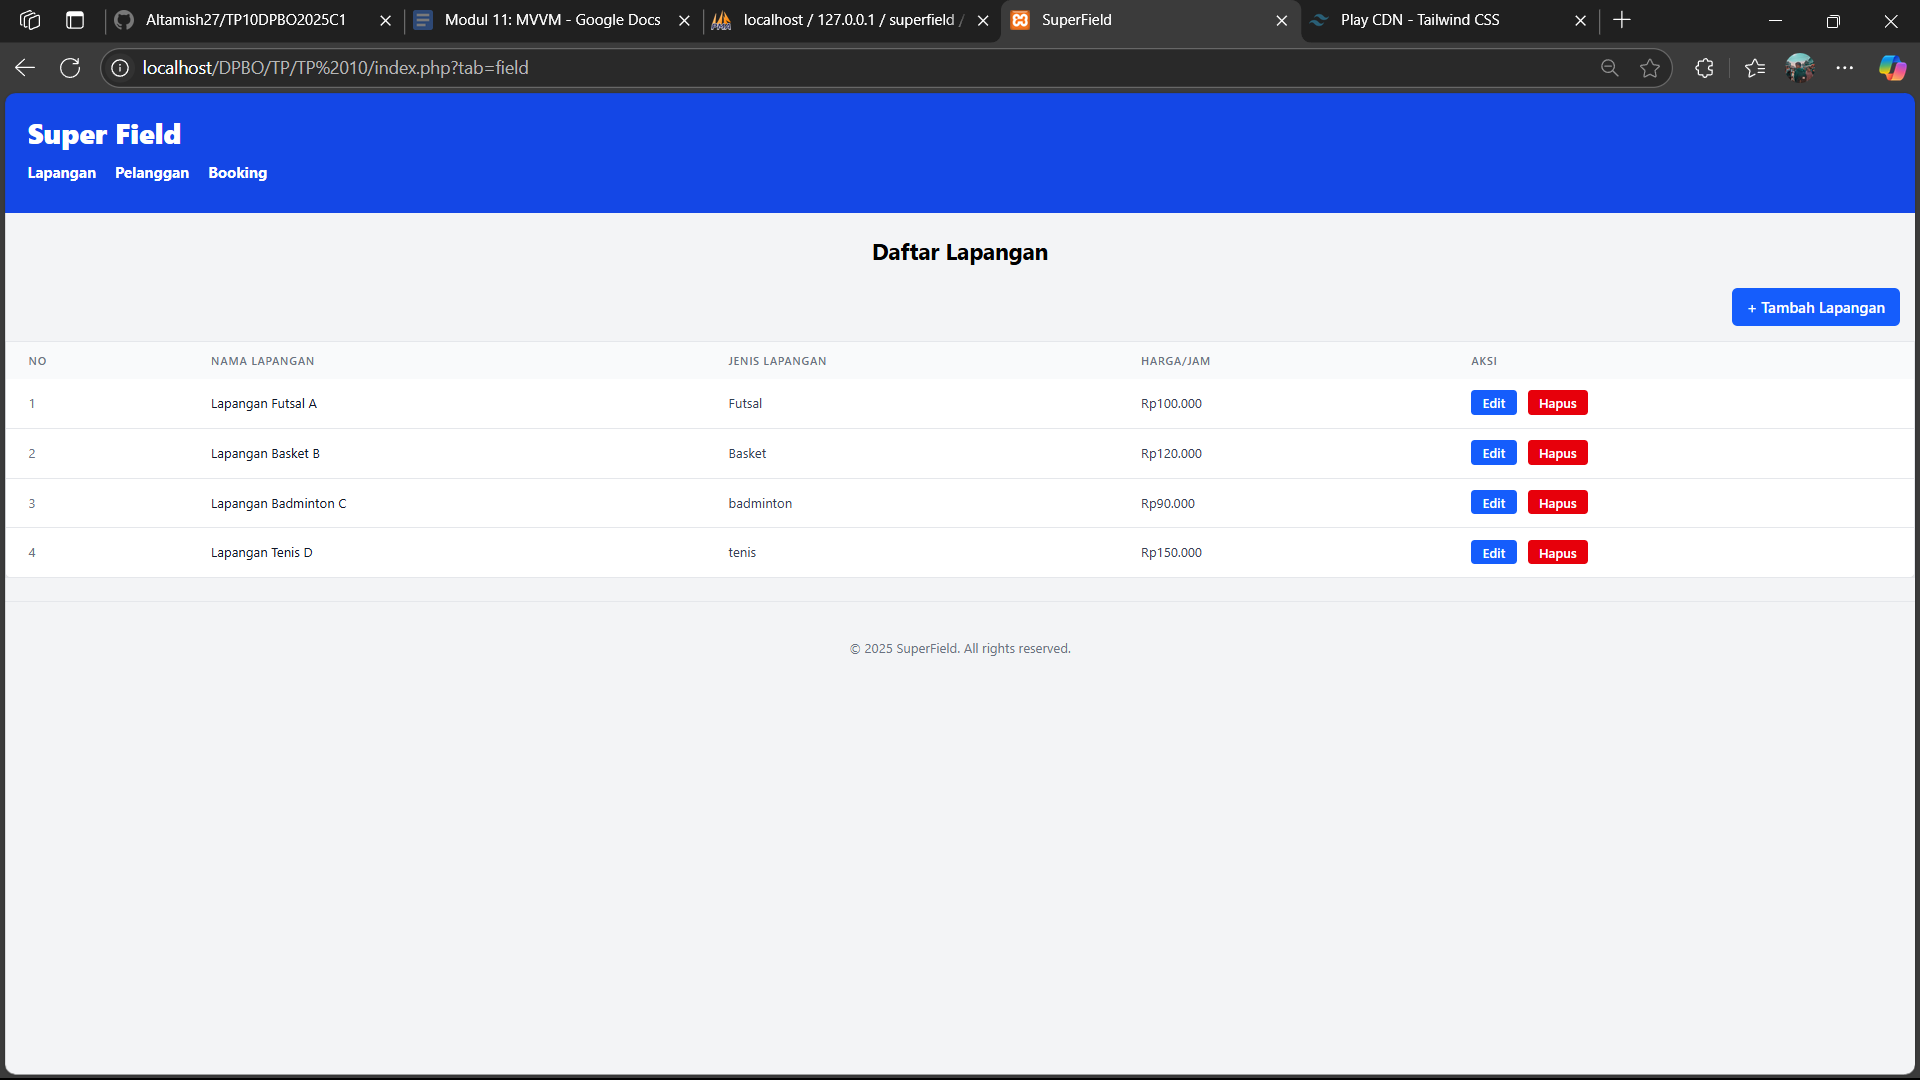 Altamish27/TP10DPBO2025C1
Modul 11: MVVM - Google Docs
localhost / 127.0.0.1 / superfield /
SuperField
Play CDN - Tailwind CSS
localhost/DPBO/TP/TP%2010/index.php?tab=field
Super Field
Lapangan Pelanggan Booking
Daftar Lapangan
+ Tambah Lapangan
NO NAMA LAPANGAN JENIS LAPANGAN HARGA/JAM AKSI
1 Lapangan Futsal A Futsal Rp100.000 Edit Hapus
2 Lapangan Basket B Basket Rp120.000 Edit Hapus
3 Lapangan Badminton C badminton Rp90.000 Edit Hapus
4 Lapangan Tenis D tenis Rp150.000 Edit Hapus
© 2025 SuperField. All rights reserved.